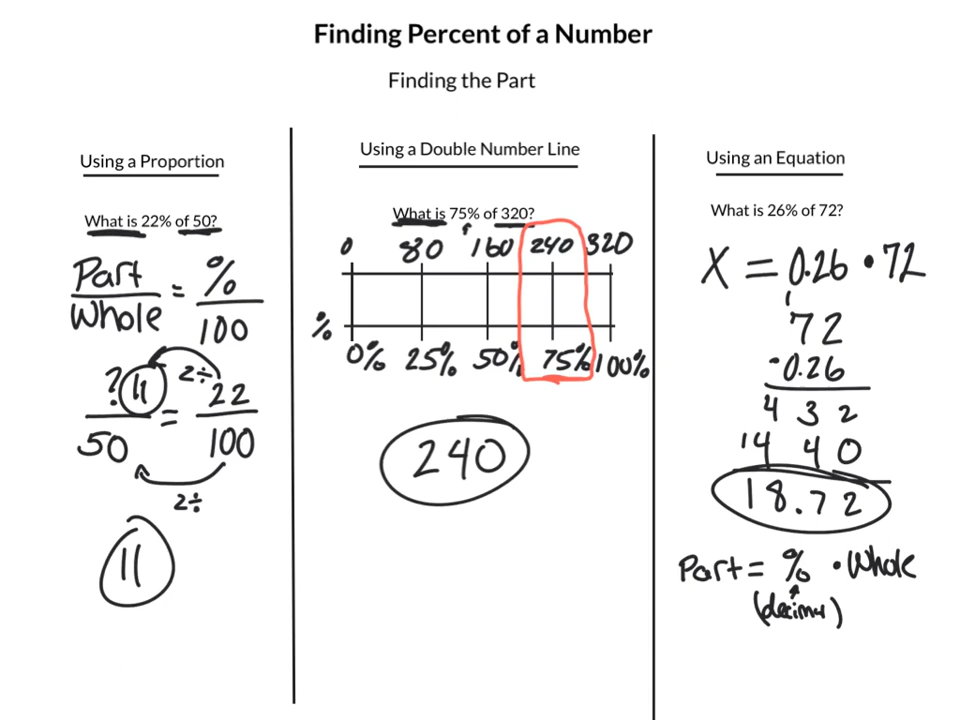 Finding Percent of a Number
Finding the Part
Using a Proportion
What is 22% of 50?
Part = %
Whole 100
? 11 2÷ 22
=
50 100
2÷
11
Using a Double Number Line
What is 75% of 320?
0 80 160 240 320
%
0% 25% 50% 75% 100%
240
Using an Equation
What is 26% of 72?
X = 0.26 • 72
1
72
·0.26
4 3 2
14 4 0
18.72
Part = % • Whole